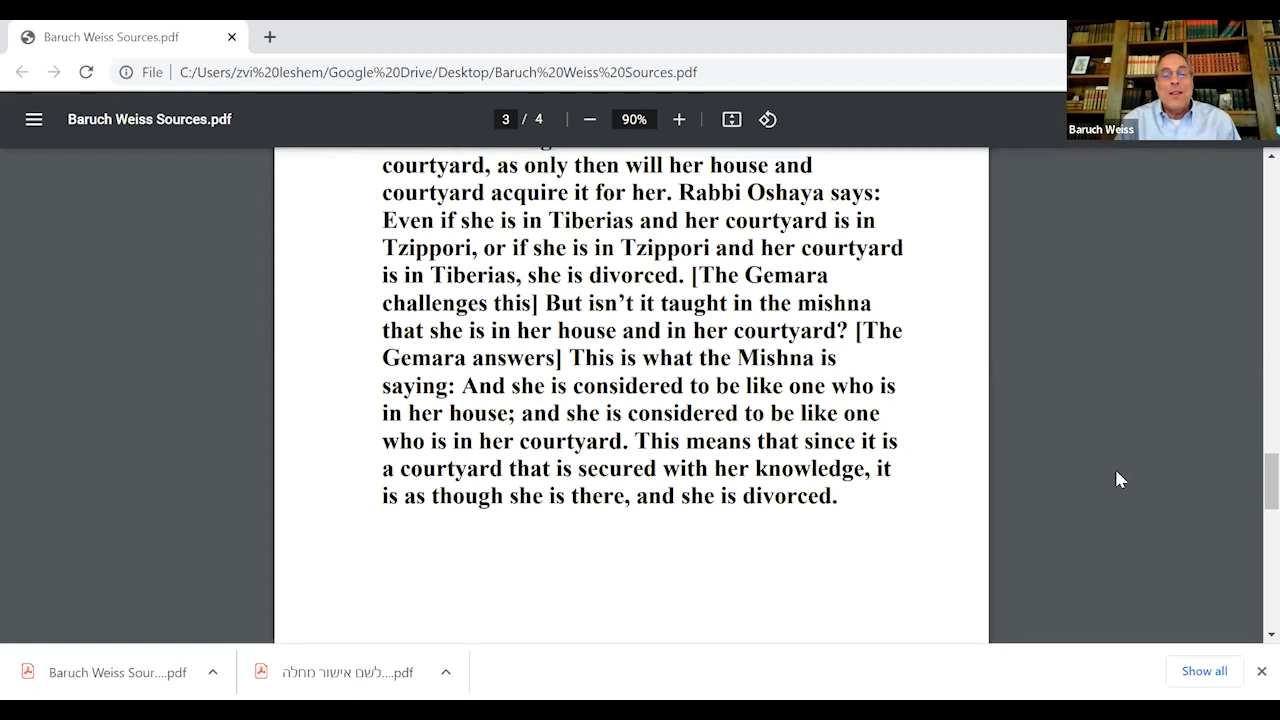 Baruch Weiss Sources.pdf
File
C:/Users/zvi%20leshem/Google%20Drive/Desktop/Baruch%20Weiss%20Sources.pdf
Baruch Weiss Sources.pdf
3 / 4
90%
Baruch Weiss
courtyard, as only then will her house and
courtyard acquire it for her. Rabbi Oshaya says:
Even if she is in Tiberias and her courtyard is in
Tzippori, or if she is in Tzippori and her courtyard
is in Tiberias, she is divorced. [The Gemara
challenges this] But isn’t it taught in the mishna
that she is in her house and in her courtyard? [The
Gemara answers] This is what the Mishna is
saying: And she is considered to be like one who is
in her house; and she is considered to be like one
who is in her courtyard. This means that since it is
a courtyard that is secured with her knowledge, it
is as though she is there, and she is divorced.
Baruch Weiss Sour....pdf
לשם אישור מחלה....pdf
Show all